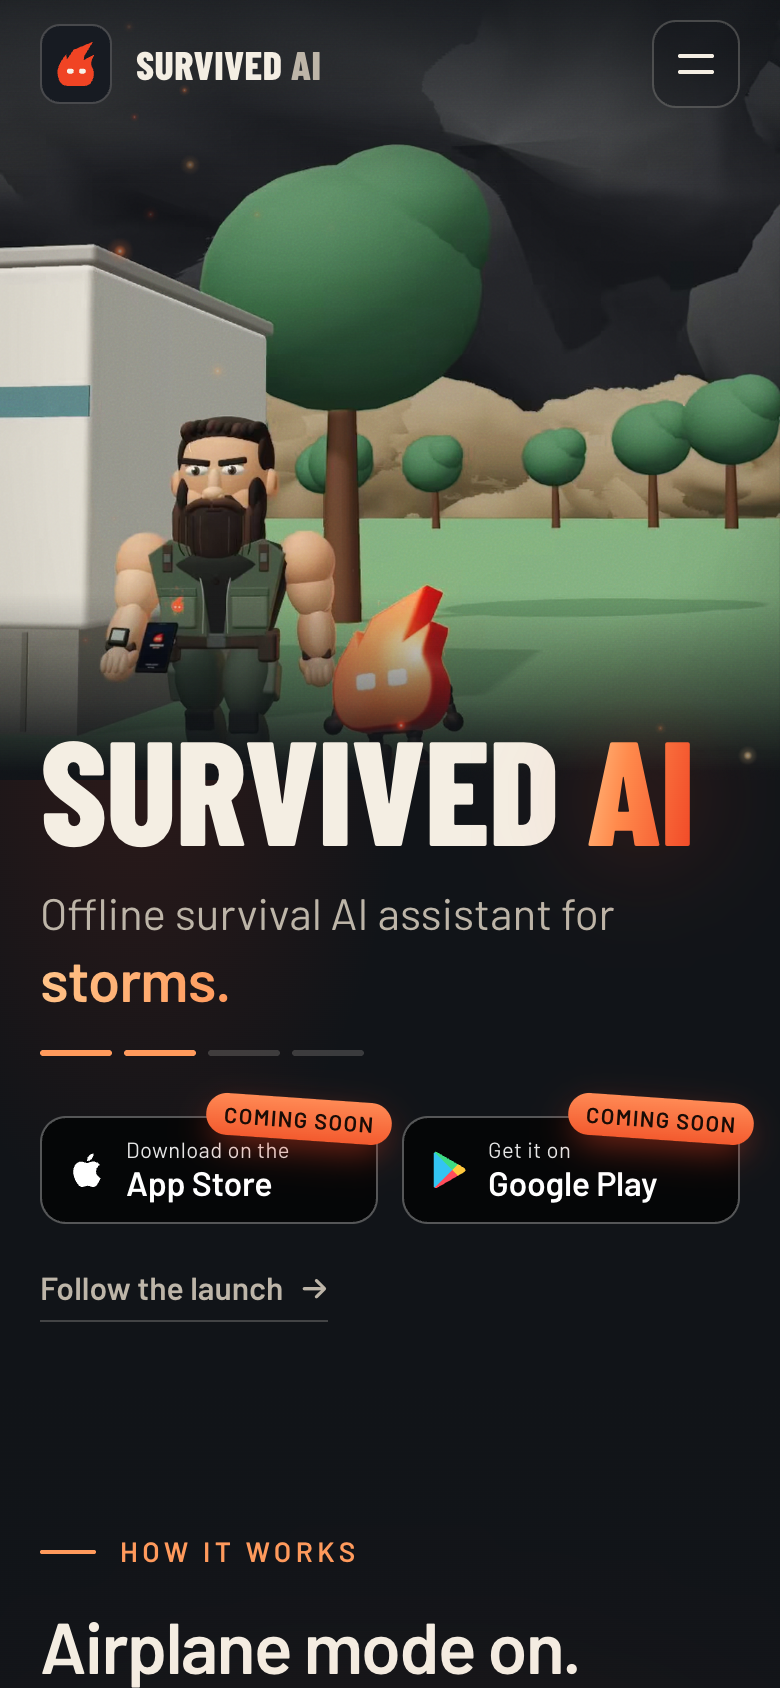 SURVIVED AI
SURVIVED AI
Offline survival AI assistant for
storms.
COMING SOON
Download on the
App Store
COMING SOON
Get it on
Google Play
Follow the launch →
HOW IT WORKS
Airplane mode on.